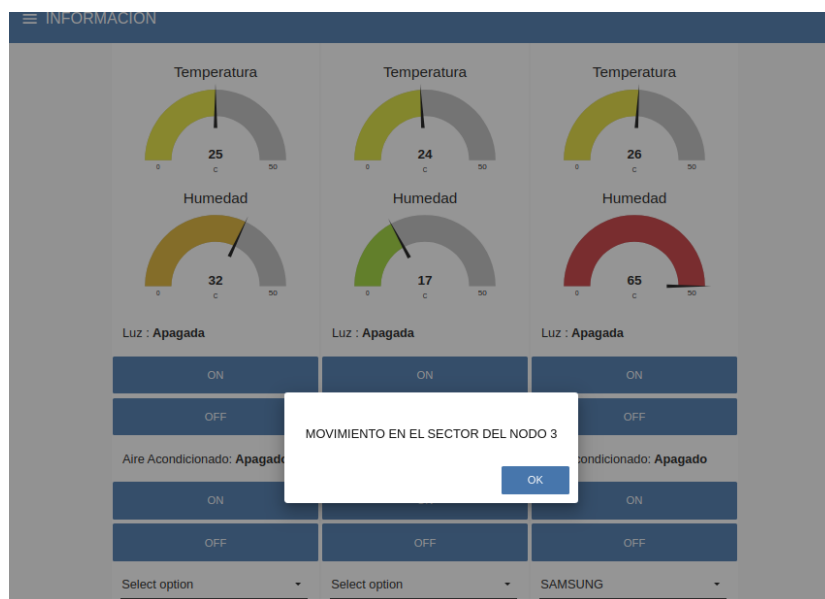 ☰ INFORMACIÓN
Temperatura Temperatura Temperatura
25 24 26
0 c 50 0 c 50 0 c 50
Humedad Humedad Humedad
32 17 65
0 c 50 0 c 50 0 c 50
Luz : Apagada Luz : Apagada Luz : Apagada
ON ON ON
OFF OFF
MOVIMIENTO EN EL SECTOR DEL NODO 3
OK
Aire Acondicionado: Apagado condicionado: Apagado
ON ON
OFF OFF OFF
Select option Select option SAMSUNG